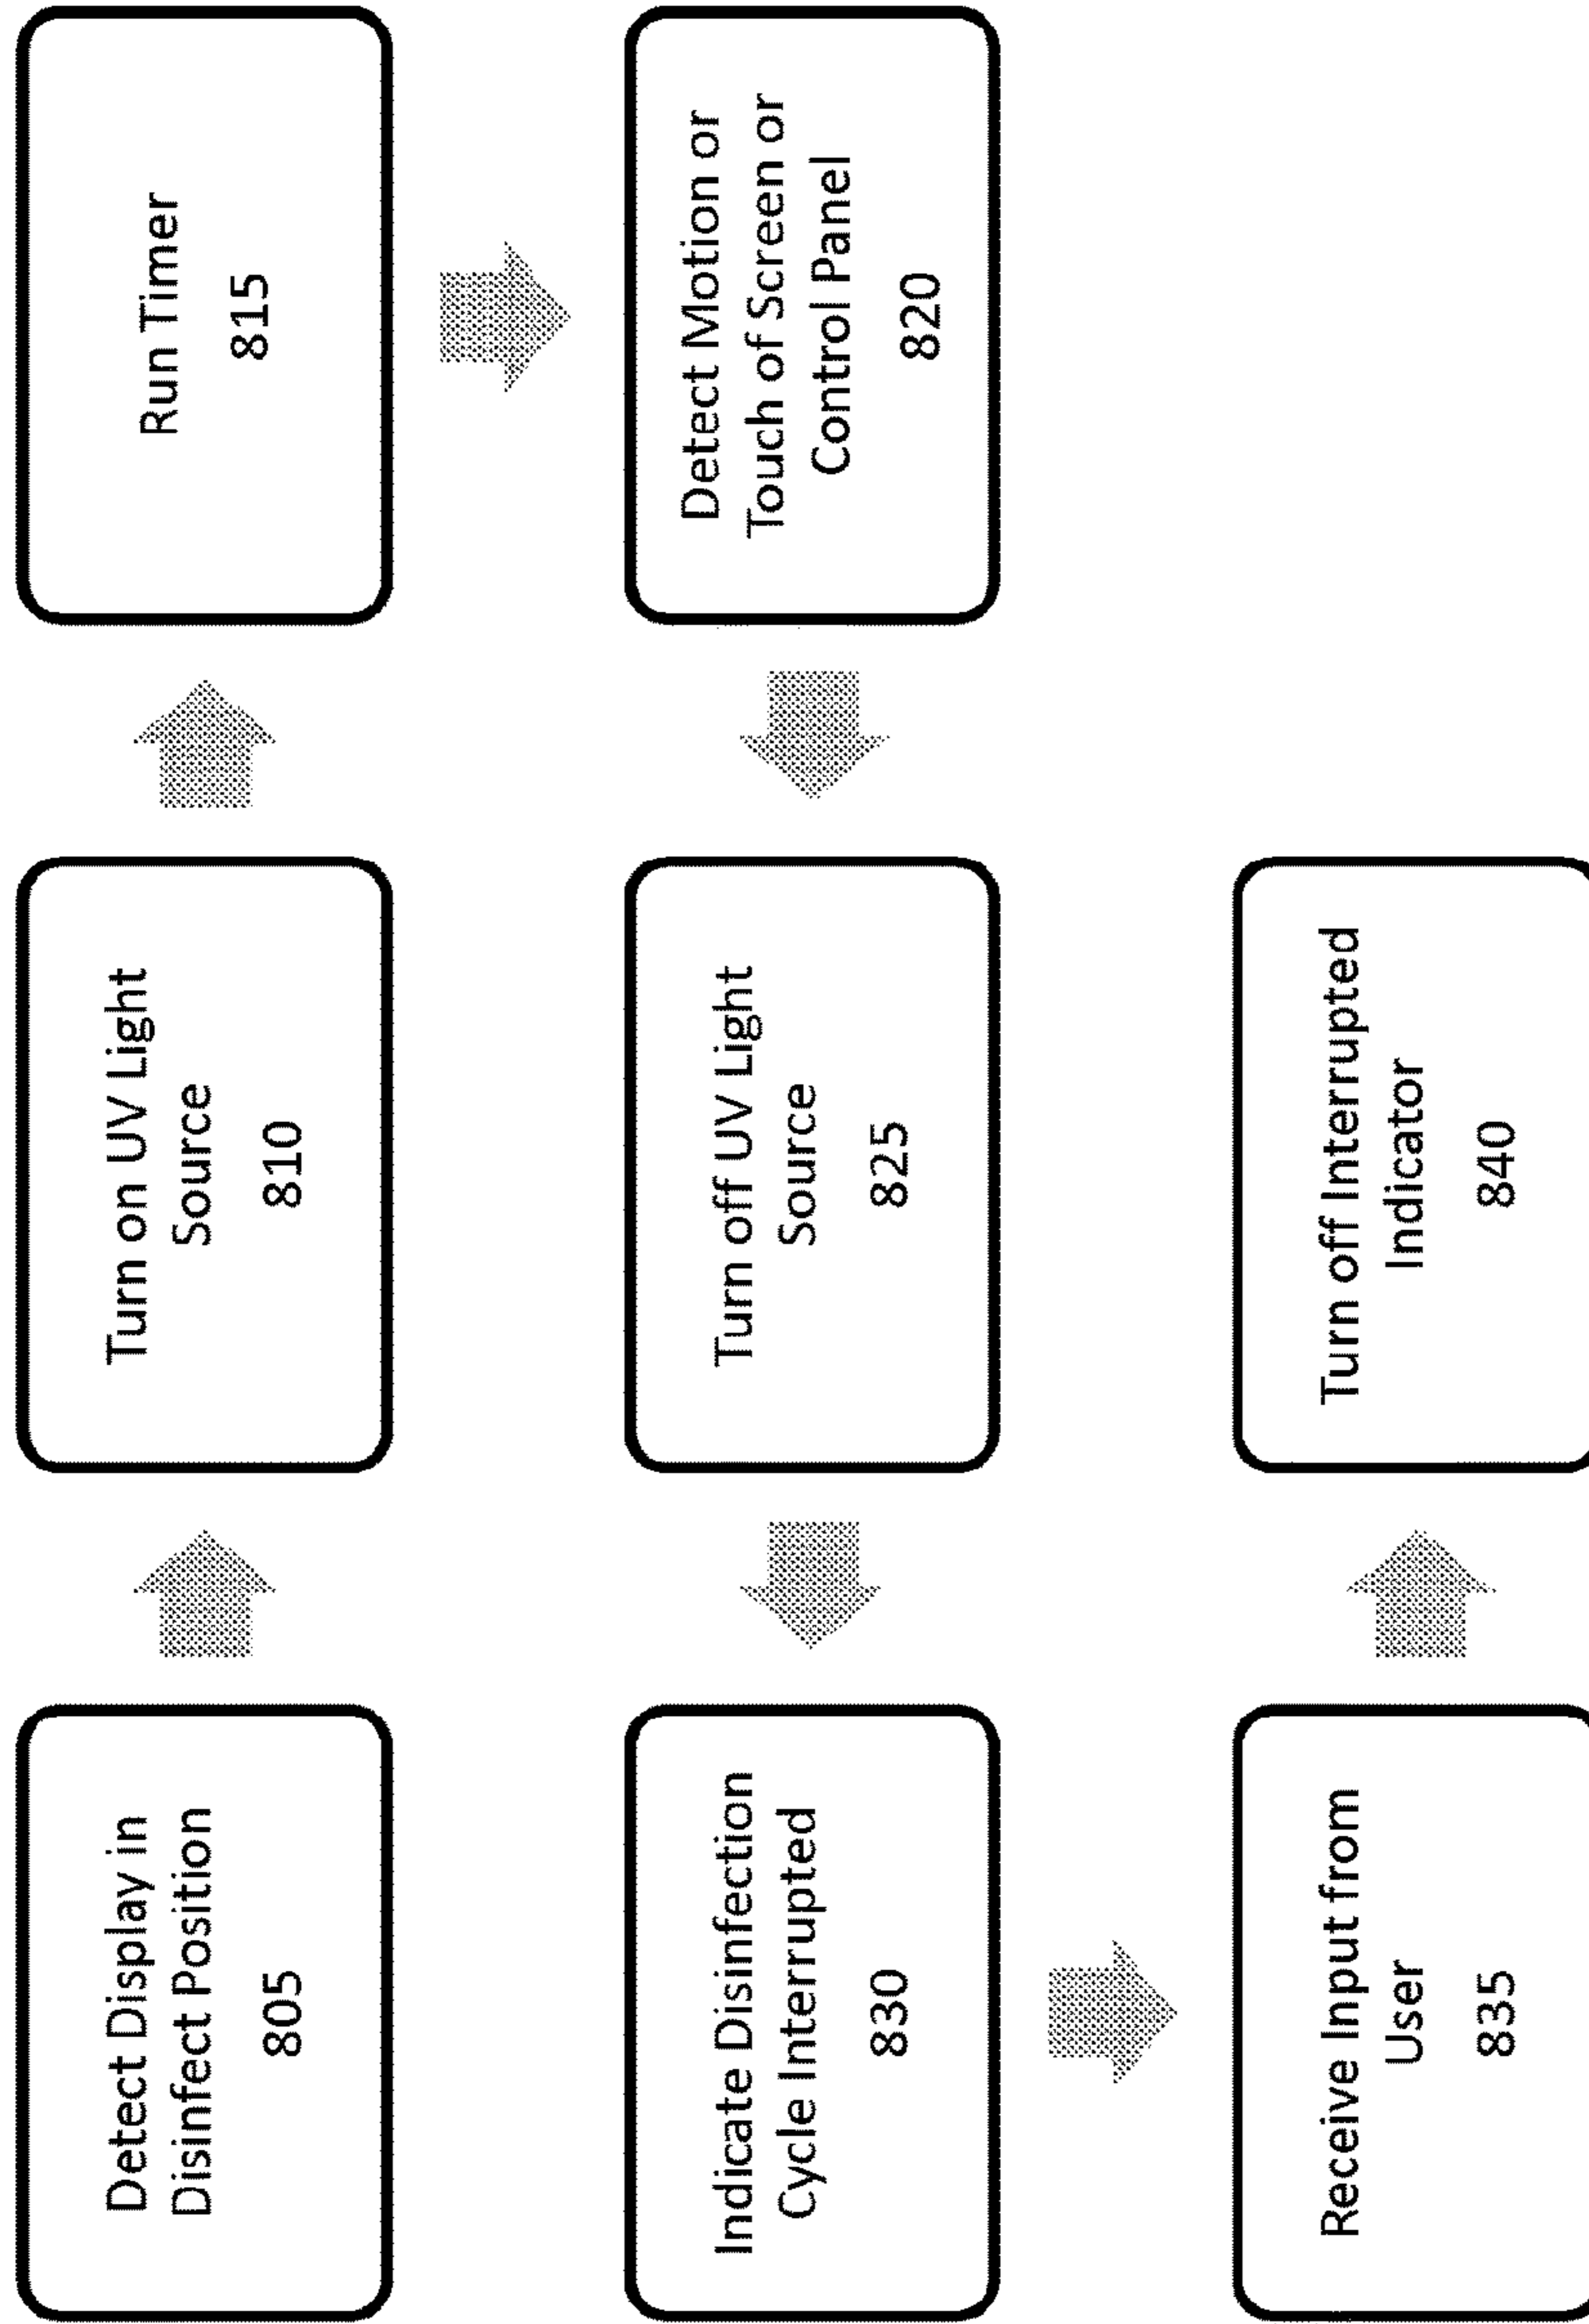 Detect Display in
Disinfect Position
805
Turn on UV Light
Source
810
Run Timer
815
Detect Motion or
Touch of Screen or
Control Panel
820
Turn off UV Light
Source
825
Indicate Disinfection
Cycle Interrupted
830
Receive Input from
User
835
Turn off Interrupted
Indicator
840